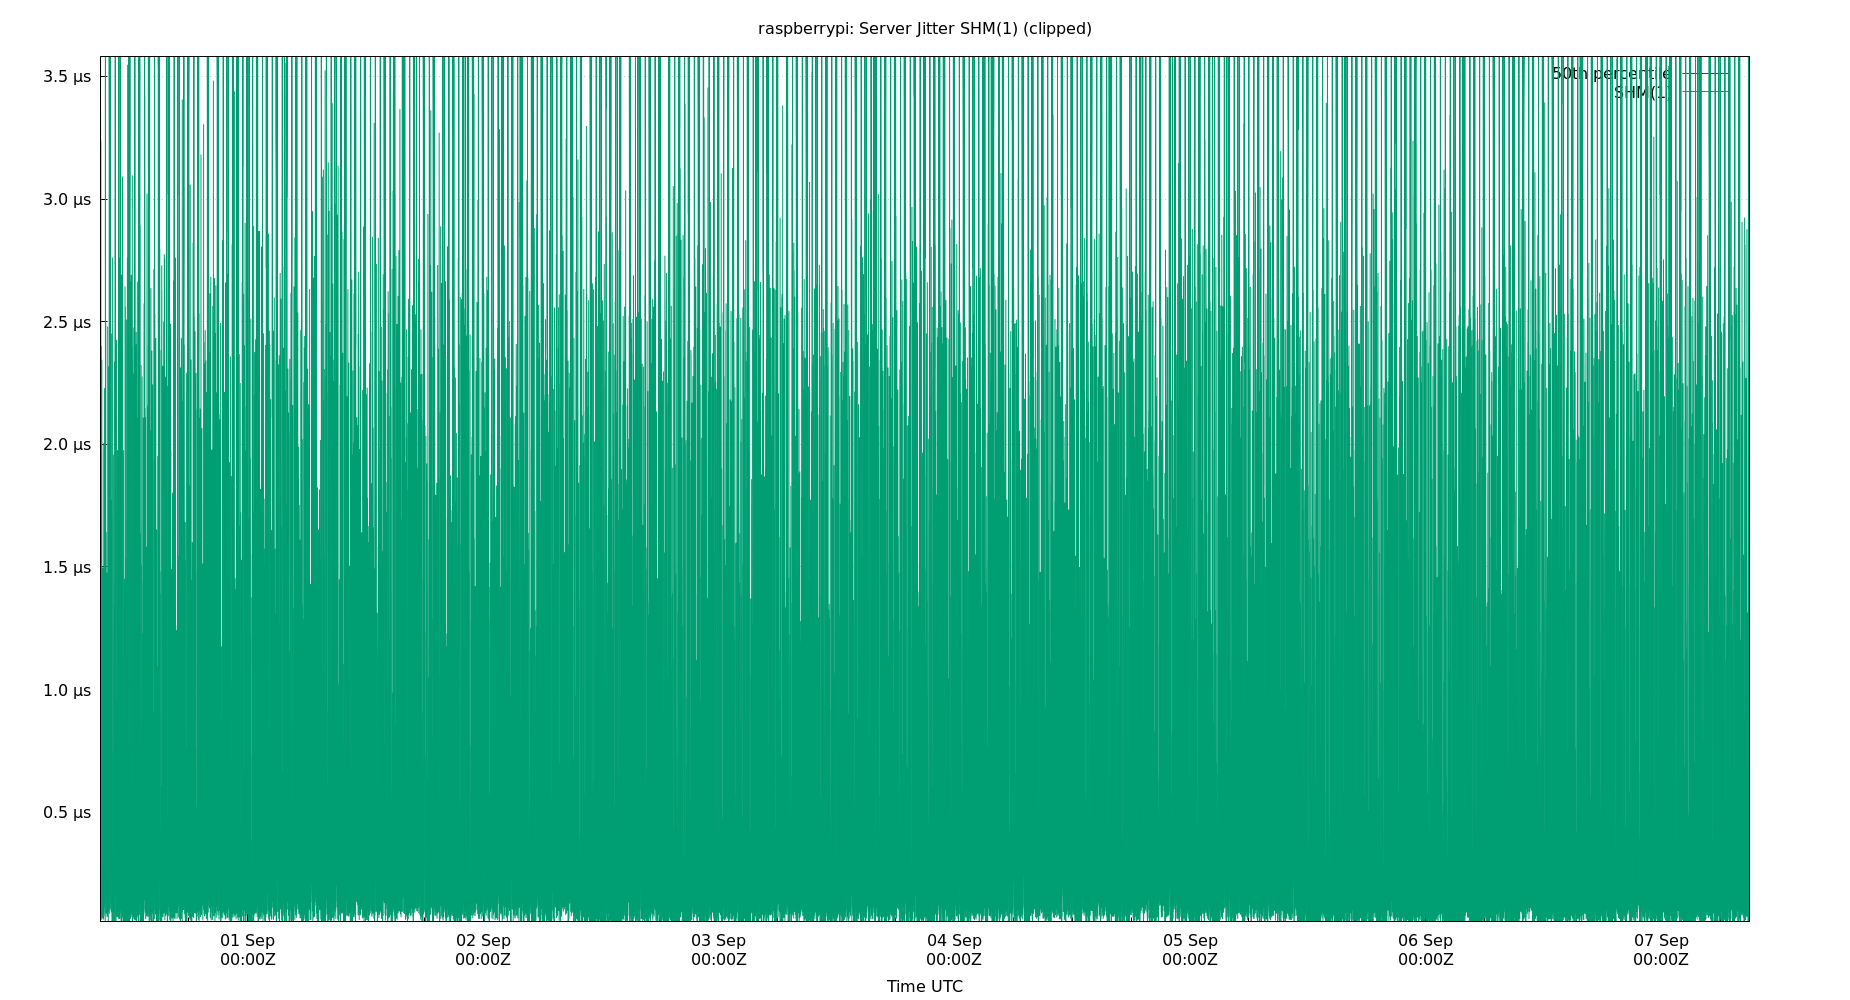 raspberrypi: Server Jitter SHM(1) (clipped)
3.5 μs
50th percentile
SHM(1)
3.0 μs
2.5 μs
2.0 μs
1.5 μs
1.0 μs
0.5 μs
01 Sep
00:00Z
02 Sep
00:00Z
03 Sep
00:00Z
04 Sep
00:00Z
05 Sep
00:00Z
06 Sep
00:00Z
07 Sep
00:00Z
Time UTC